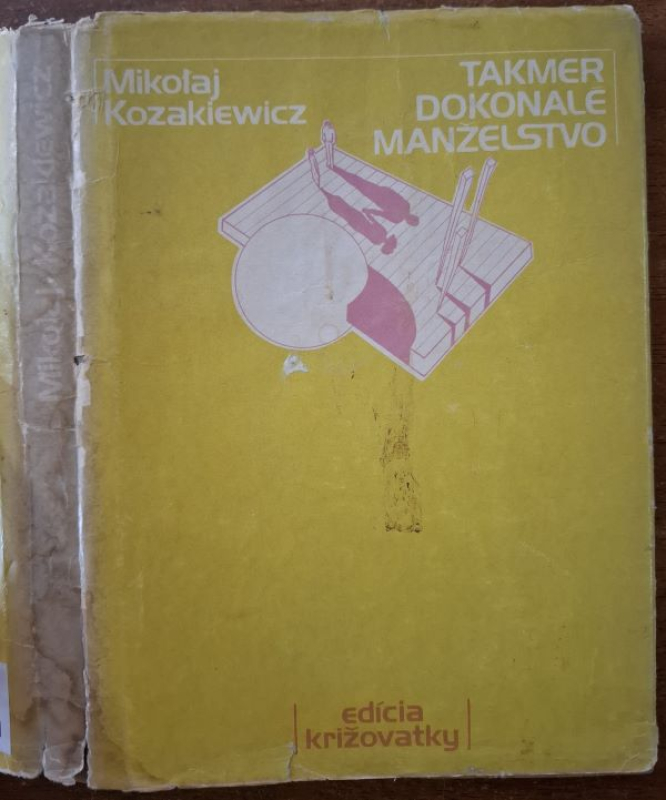 Mikołaj
Kozakiewicz
TAKMER
DOKONALÉ
MANŽELSTVO
edícia
križovatky
Mikołaj Kozakiewicz